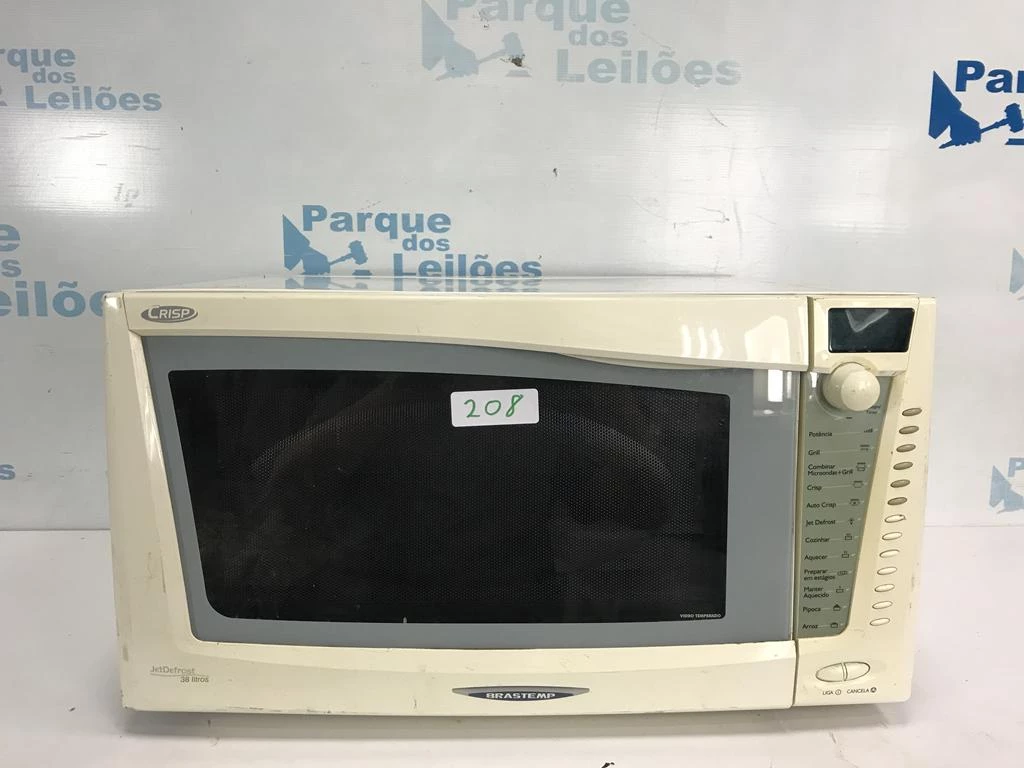 Parque
dos
Leilões
rque
dos
Leilões
Par
Parque
dos
Leilões
e
s
eilões
CRISP
208
Potência
Grill
Combinar
Microondas+Grill
Crisp
Auto Crisp
Jet Defrost
Cozinhar
Aquecer
Preparar
em estágios
Manter
Aquecido
Pipoca
Arroz
VIDRO TEMPERADO
JetDefrost
38 litros
BRASTEMP
LIGA CANCELA